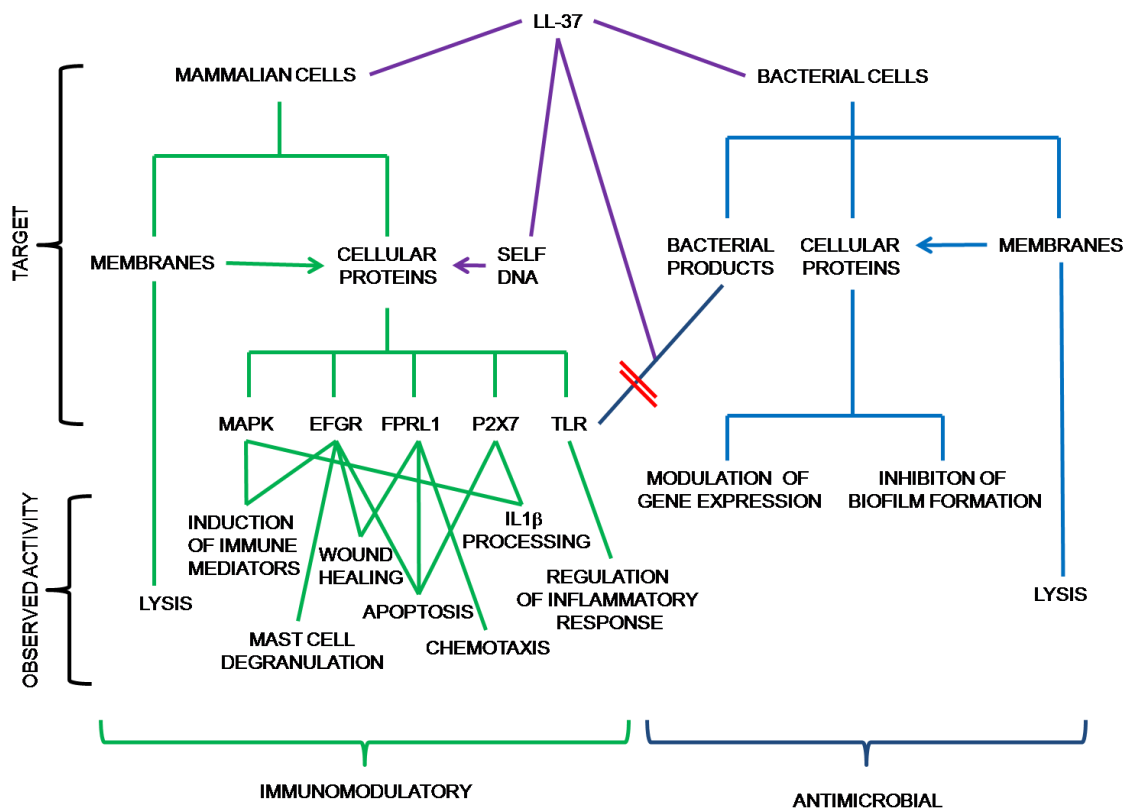 LL-37
MAMMALIAN CELLS
BACTERIAL CELLS
TARGET
MEMBRANES
CELLULAR
PROTEINS
SELF
DNA
BACTERIAL
PRODUCTS
CELLULAR
PROTEINS
MEMBRANES
MAPK
EFGR
FPRL1
P2X7
TLR
MODULATION OF
GENE EXPRESSION
INHIBITON OF
BIOFILM FORMATION
OBSERVED ACTIVITY
LYSIS
INDUCTION
OF IMMUNE
MEDIATORS
MAST CELL
DEGRANULATION
WOUND
HEALING
APOPTOSIS
CHEMOTAXIS
IL1β
PROCESSING
REGULATION
OF INFLAMMATORY
RESPONSE
LYSIS
IMMUNOMODULATORY
ANTIMICROBIAL